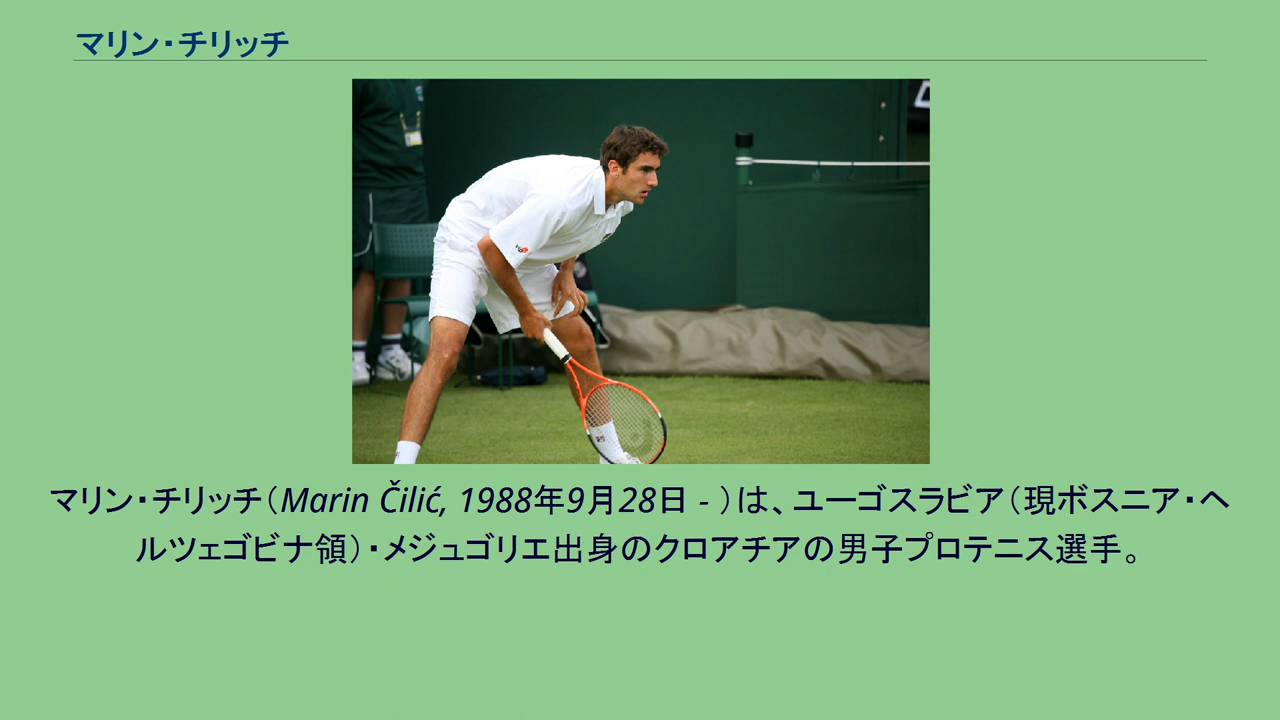 マリン・チリッチ
マリン・チリッチ（Marin Čilić, 1988年9月28日 - ）は、ユーゴスラビア（現ボスニア・ヘ
ルツェゴビナ領）・メジュゴリエ出身のクロアチアの男子プロテニス選手。